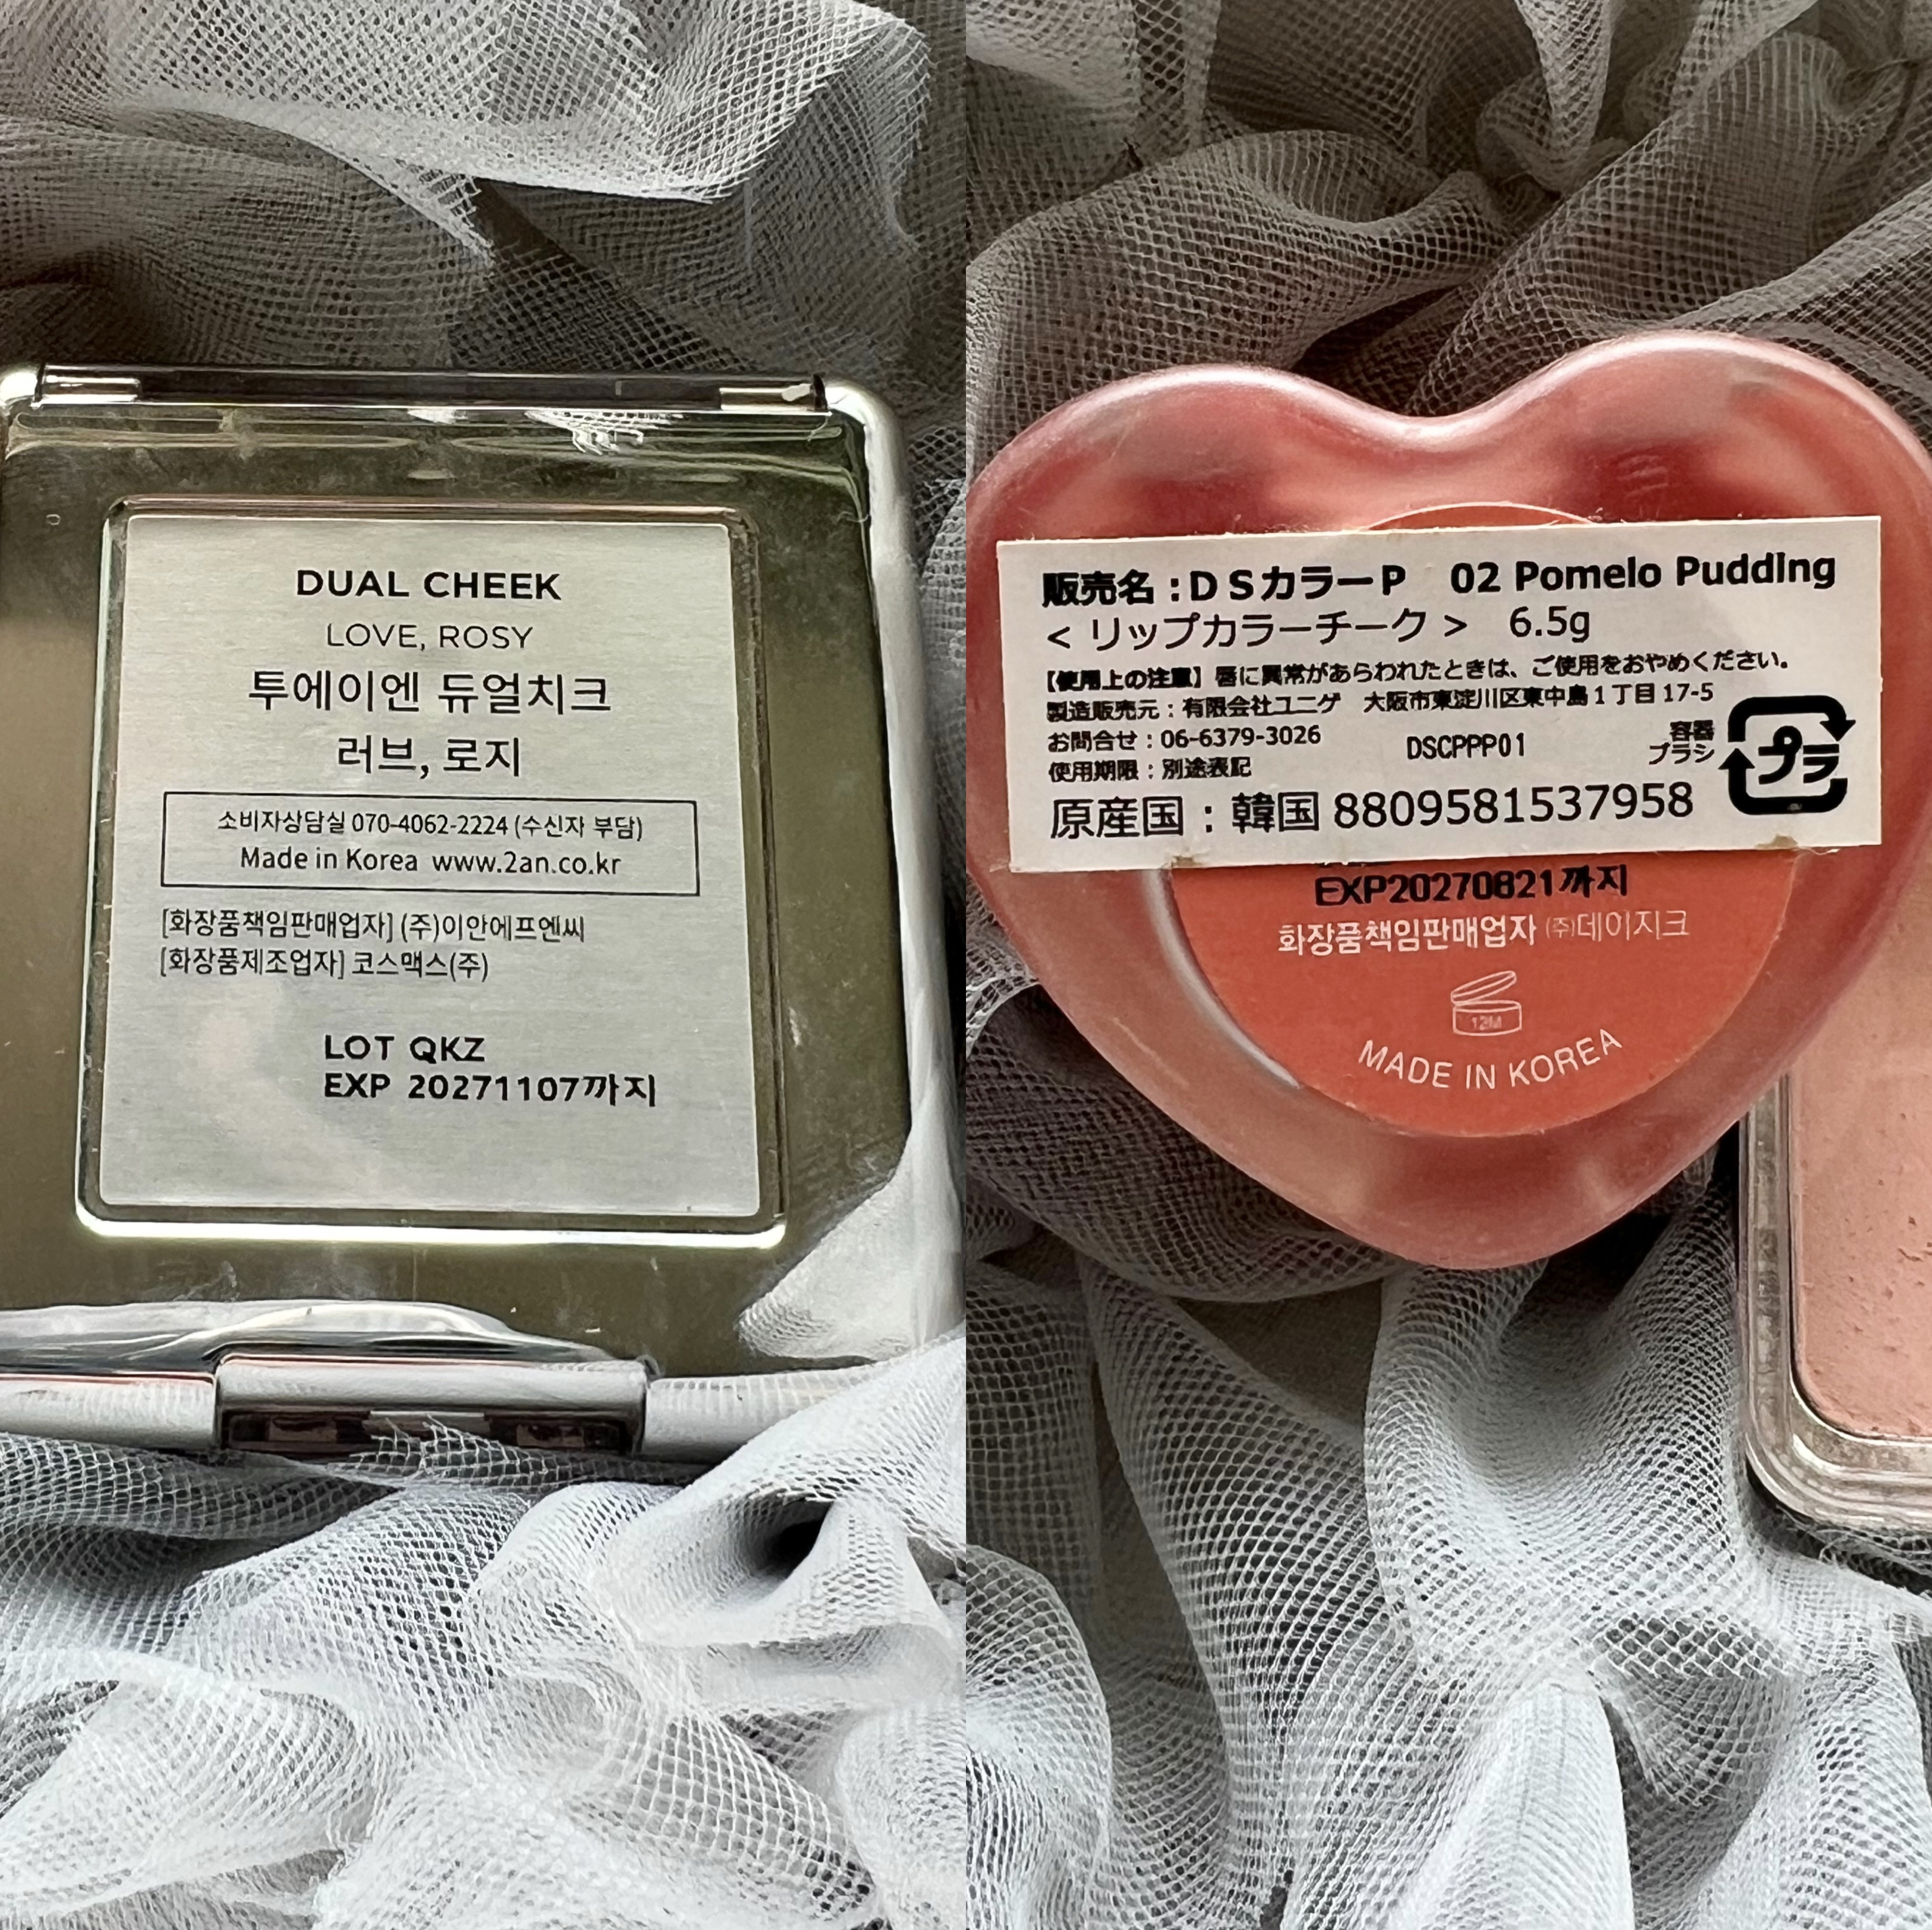 DUAL CHEEK
LOVE, ROSY
투에이엔 듀얼치크
러브, 로지
소비자상담실 070-4062-2224 (수신자 부담)
Made in Korea www.2an.co.kr
[화장품책임판매업자] (주)이안에프엔씨
[화장품제조업자] 코스맥스(주)
LOT QKZ
EXP 20271107까지
販売名：DSカラーP 02 Pomelo Pudding
< リップカラーチーク > 6.5g
【使用上の注意】唇に異常があらわれたときは、ご使用をおやめください。
製造販売元：有限会社ユニゲ 大阪市東淀川区東中島1丁目17-5
お問合せ：06-6379-3026 DSCPPP01
使用期限：別途表記
容器
ブラシ
プラ
原産国：韓国 8809581537958
EXP20270821까지
화장품책임판매업자 (주)데이지크
12M
MADE IN KOREA